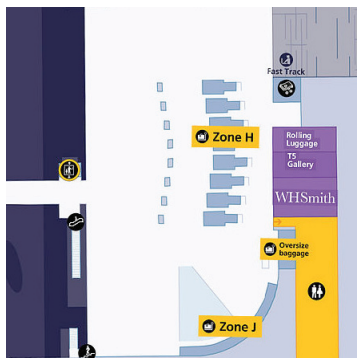 Fast Track
Zone H
Rolling
Luggage
T5
Gallery
WHSmith
Oversize
baggage
Zone J